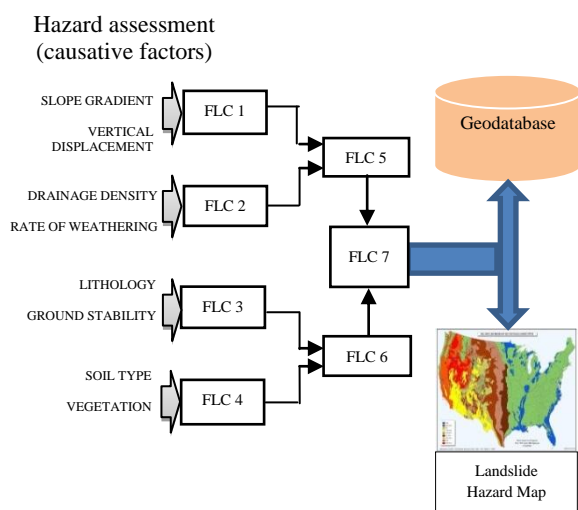 Hazard assessment
(causative factors)
SLOPE GRADIENT
VERTICAL
DISPLACEMENT
FLC 1
DRAINAGE DENSITY
RATE OF WEATHERING
FLC 2
LITHOLOGY
GROUND STABILITY
FLC 3
SOIL TYPE
VEGETATION
FLC 4
FLC 5
FLC 6
FLC 7
Geodatabase
Landslide
Hazard Map